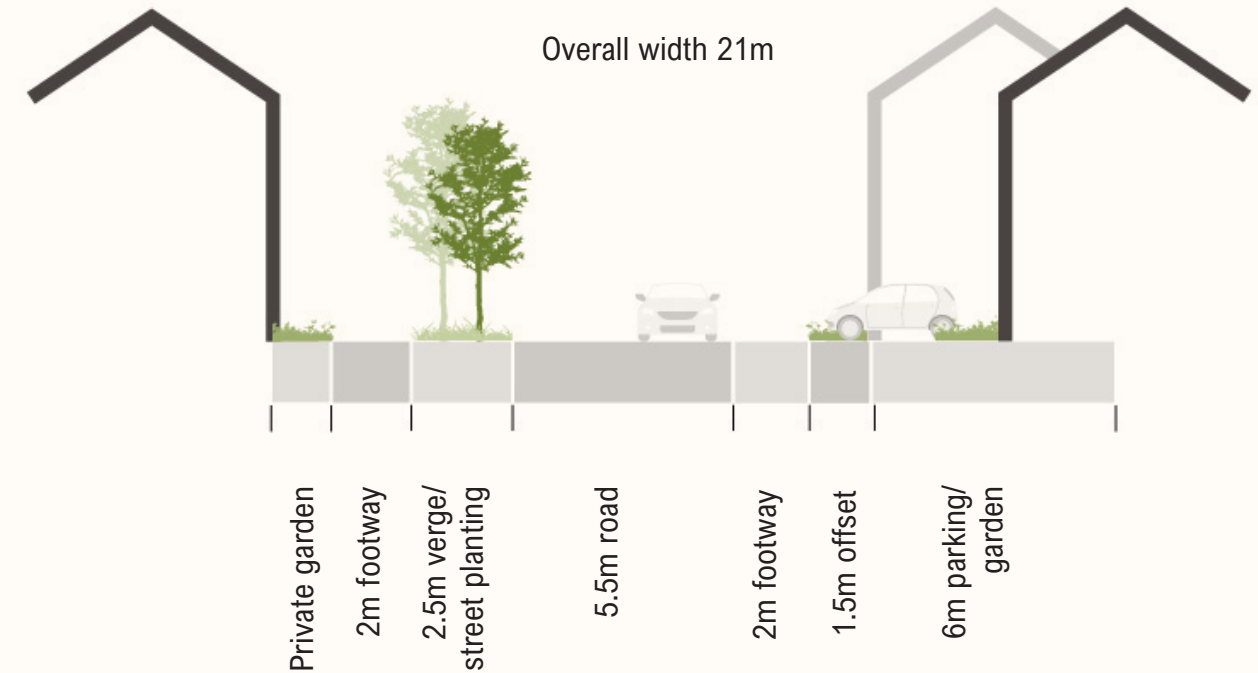 Overall width 21m
Private garden
2m footway
2.5m verge/
street planting
5.5m road
2m footway
1.5m offset
6m parking/
garden